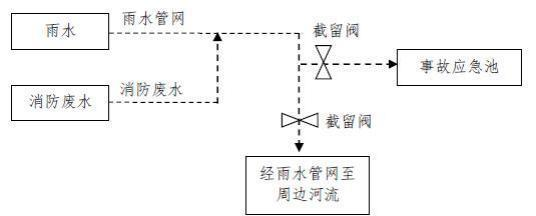 雨水
雨水管网
截留阀
事故应急池
消防废水
消防废水
截留阀
经雨水管网至
周边河流